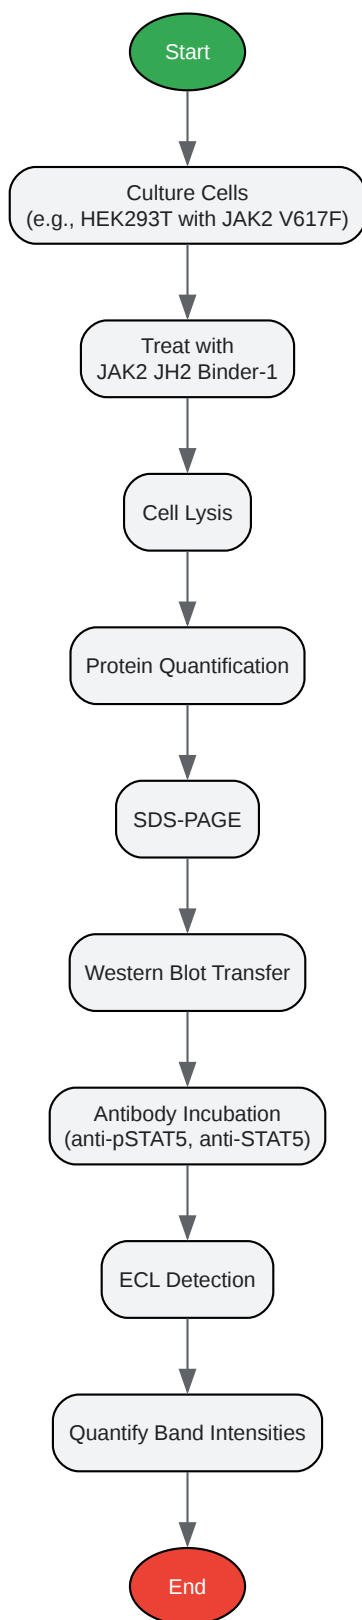 Start
Culture Cells
(e.g., HEK293T with JAK2 V617F)
Treat with
JAK2 JH2 Binder-1
Cell Lysis
Protein Quantification
SDS-PAGE
Western Blot Transfer
Antibody Incubation
(anti-pSTAT5, anti-STAT5)
ECL Detection
Quantify Band Intensities
End